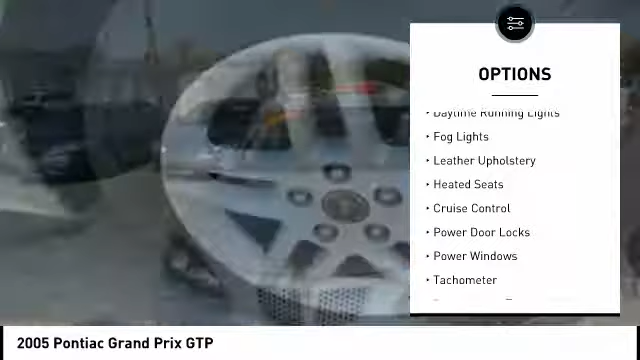 OPTIONS
• Daytime Running Lights
• Fog Lights
• Leather Upholstery
• Heated Seats
• Cruise Control
• Power Door Locks
• Power Windows
• Tachometer
2005 Pontiac Grand Prix GTP